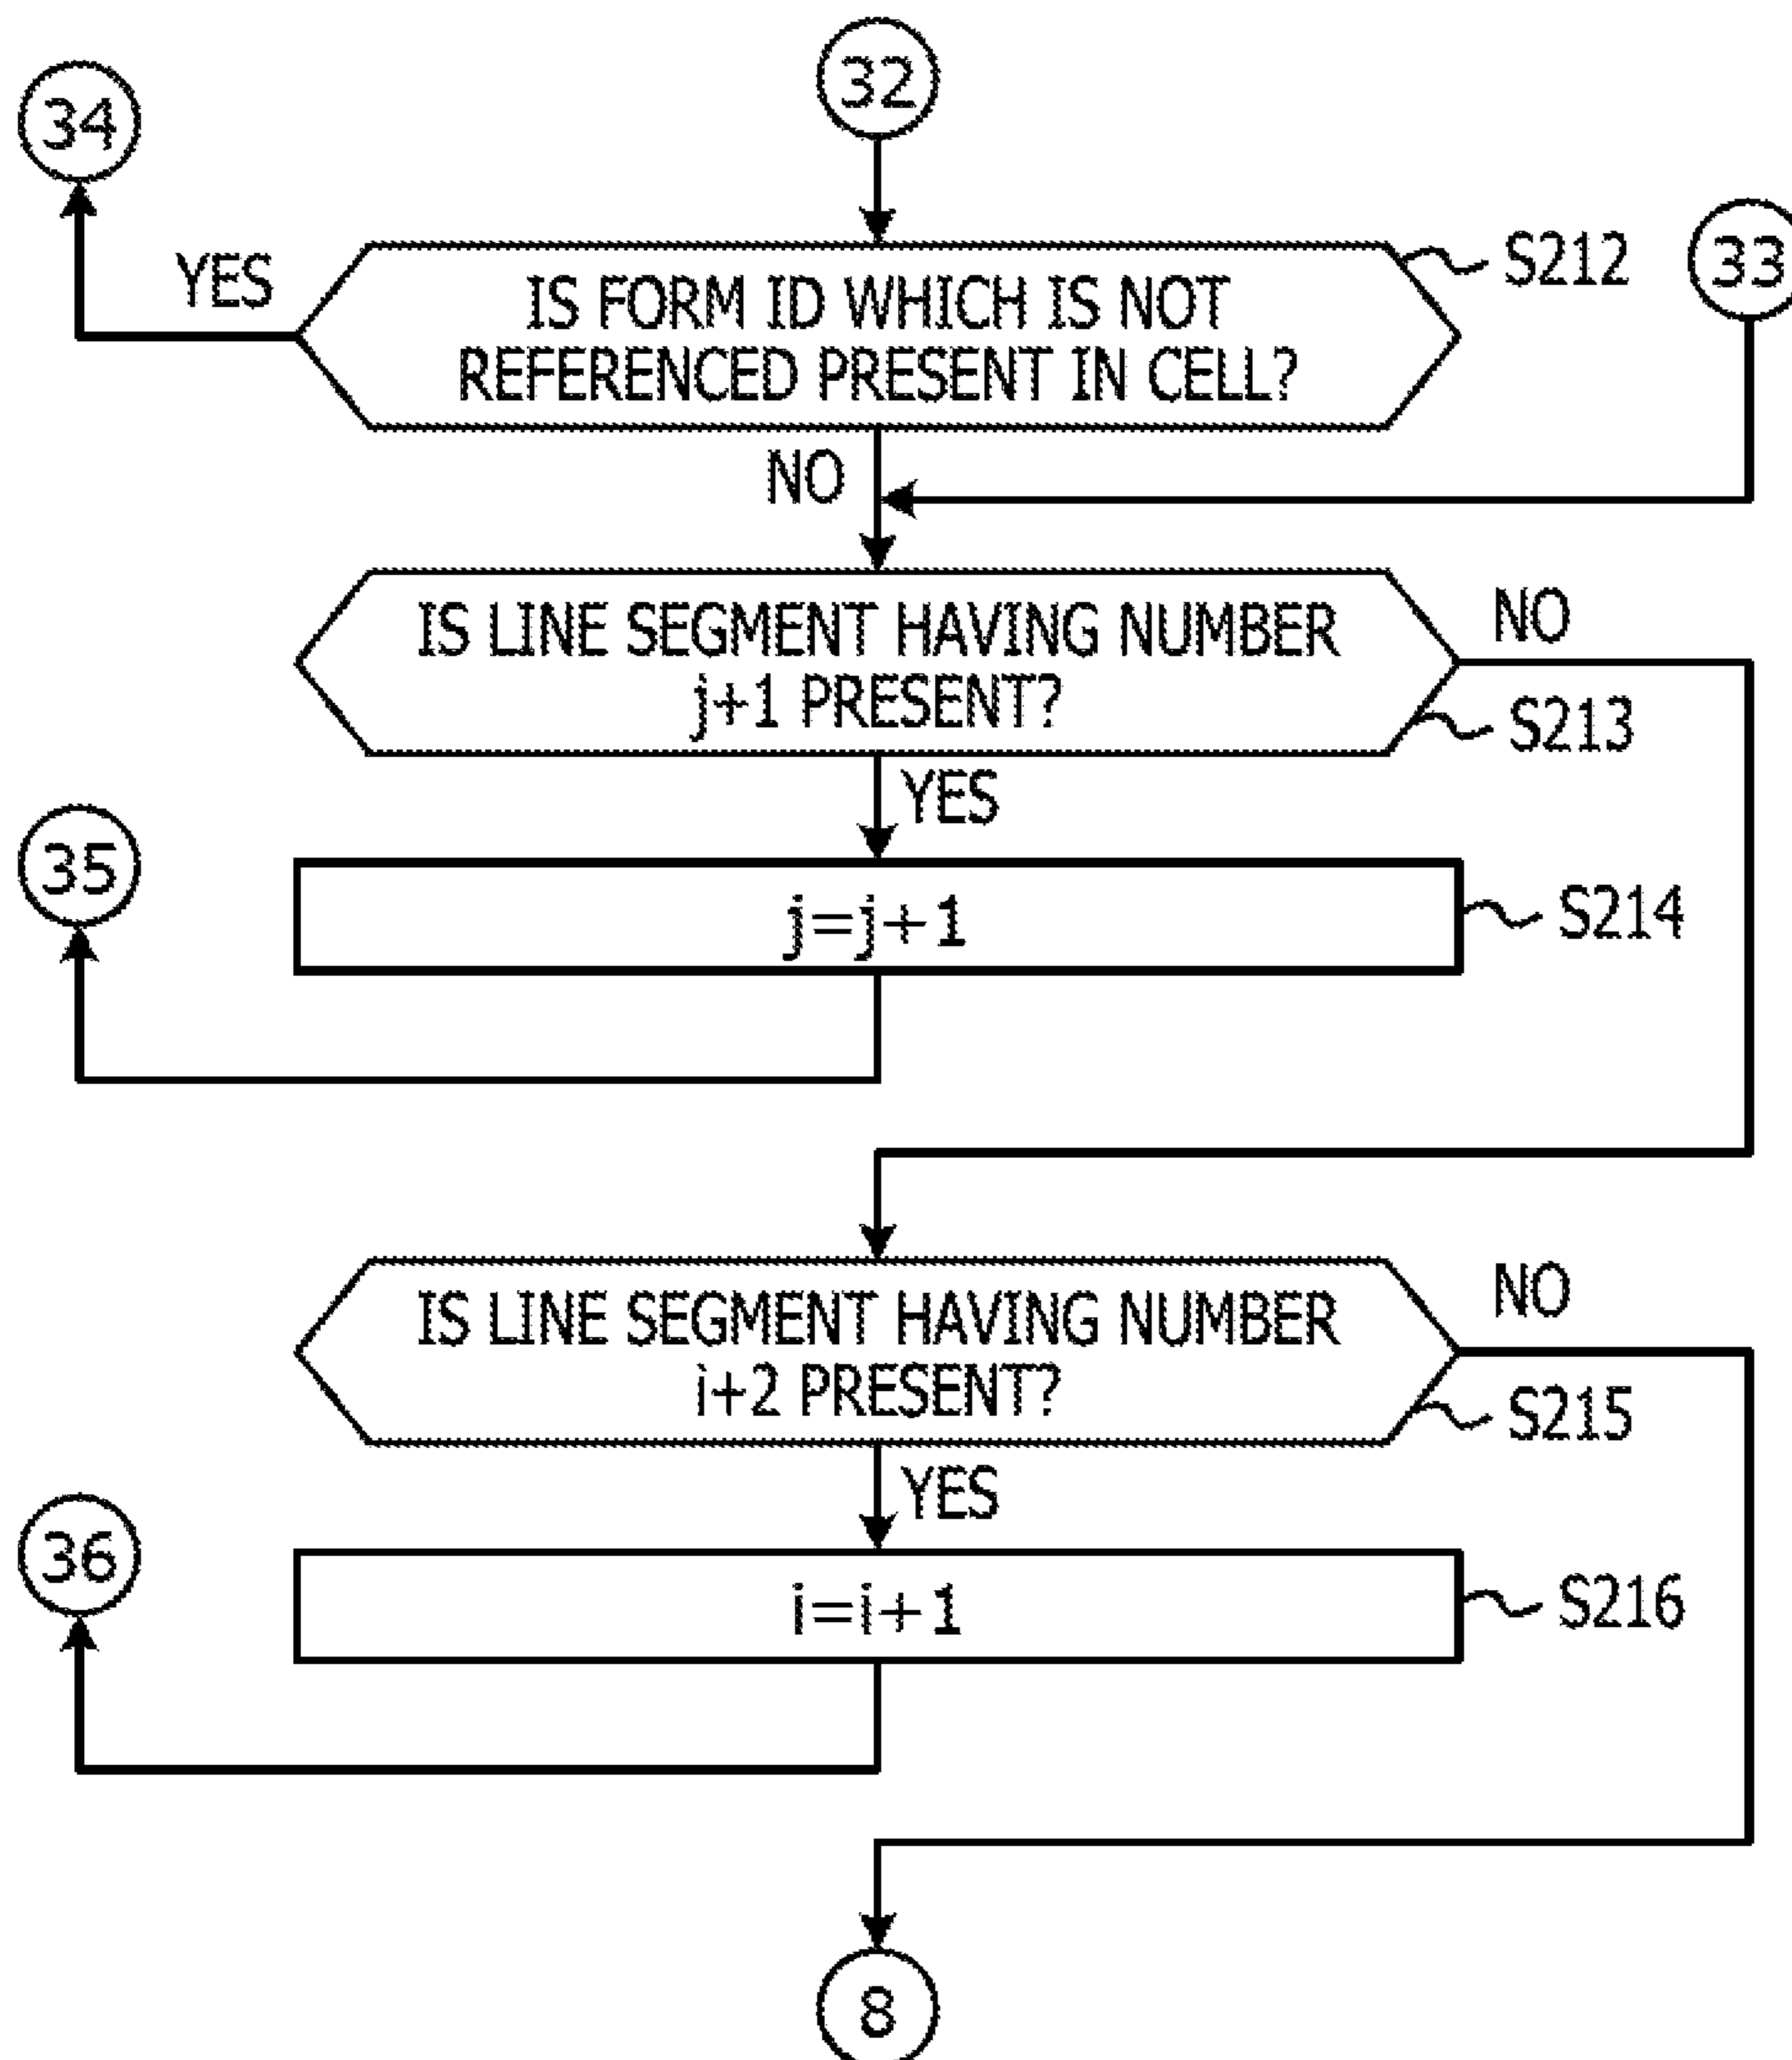 32
34
33
YES
S212
IS FORM ID WHICH IS NOT
REFERENCED PRESENT IN CELL?
NO
IS LINE SEGMENT HAVING NUMBER
j+1 PRESENT?
NO
S213
YES
35
j=j+1
S214
IS LINE SEGMENT HAVING NUMBER
i+2 PRESENT?
NO
S215
YES
36
i=i+1
S216
8